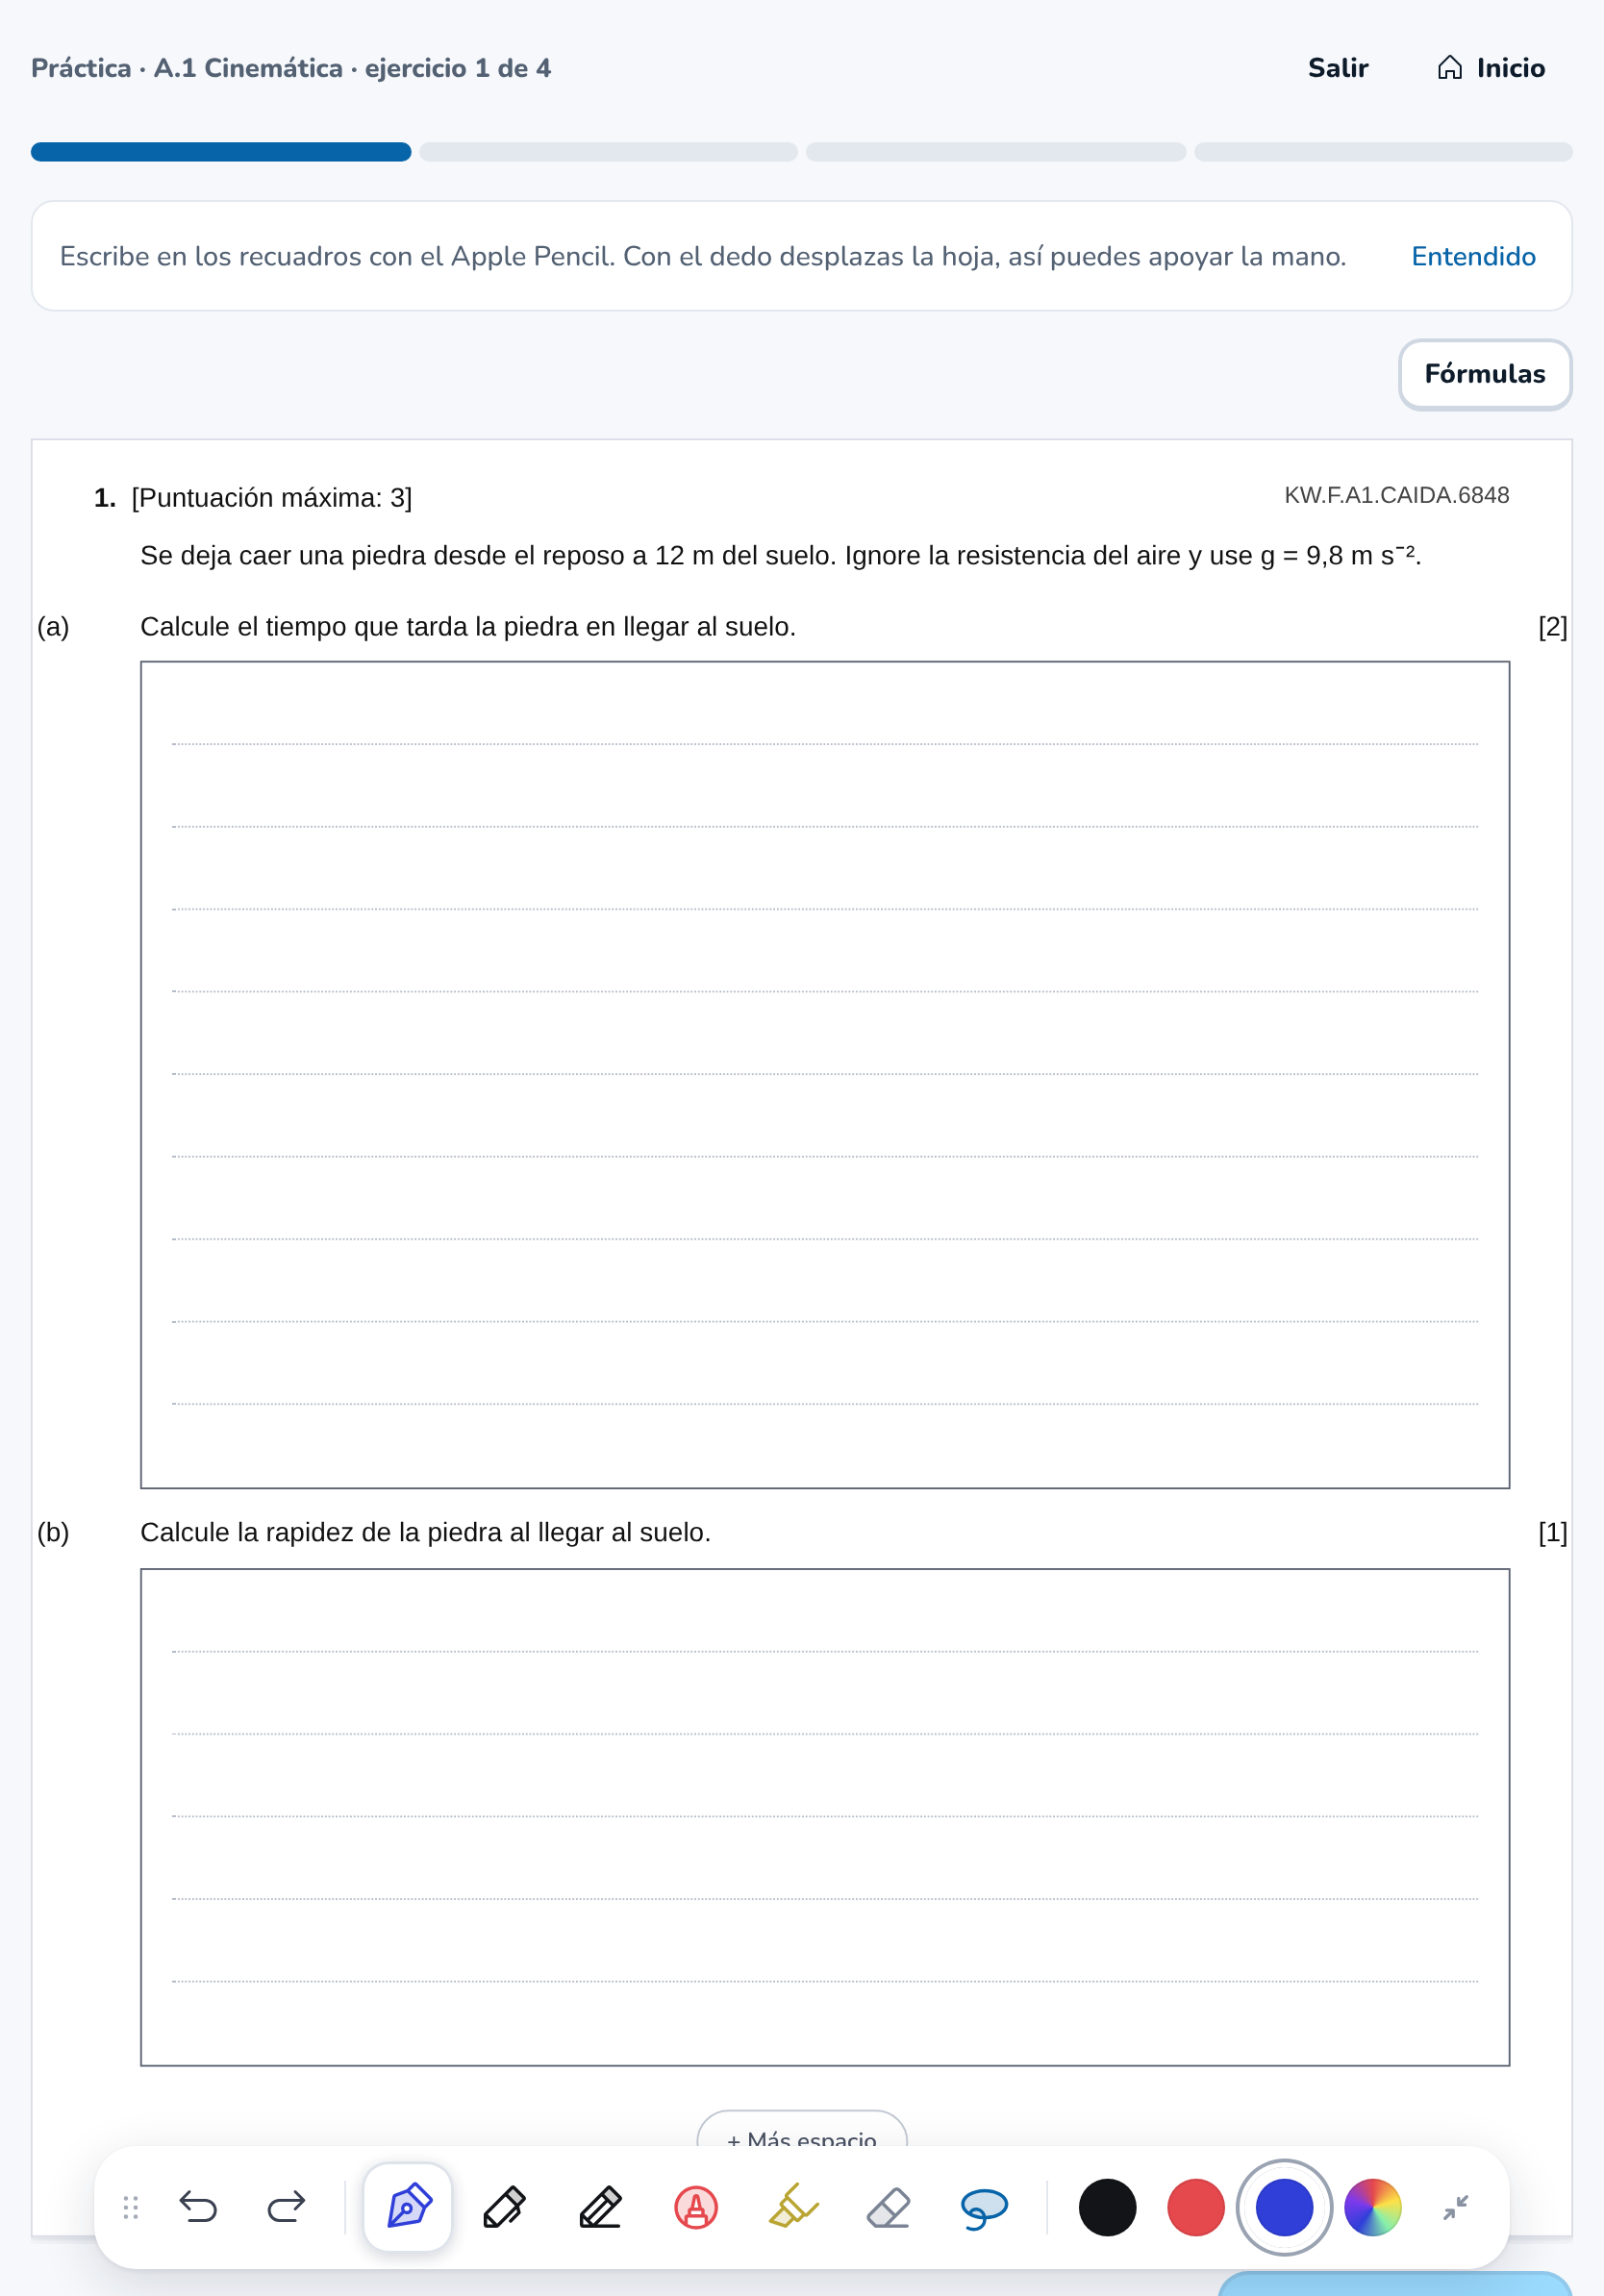 Práctica · A.1 Cinemática · ejercicio 1 de 4
Salir
Inicio
Escribe en los recuadros con el Apple Pencil. Con el dedo desplazas la hoja, así puedes apoyar la mano.
Entendido
Fórmulas
1. [Puntuación máxima: 3]
KW.F.A1.CAIDA.6848
Se deja caer una piedra desde el reposo a 12 m del suelo. Ignore la resistencia del aire y use g = 9,8 m s⁻².
(a) Calcule el tiempo que tarda la piedra en llegar al suelo. [2]
(b) Calcule la rapidez de la piedra al llegar al suelo. [1]
+ Más espacio